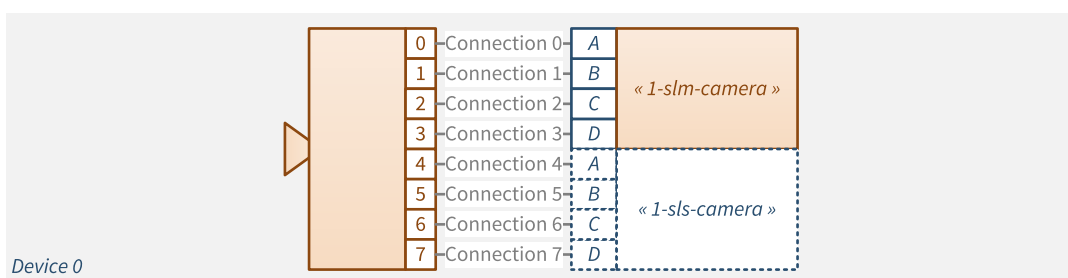 0 Connection 0 A
1 Connection 1 B
2 Connection 2 C
« 1-slm-camera »
3 Connection 3 D
4 Connection 4 A
5 Connection 5 B
« 1-sls-camera »
6 Connection 6 C
7 Connection 7 D
Device 0